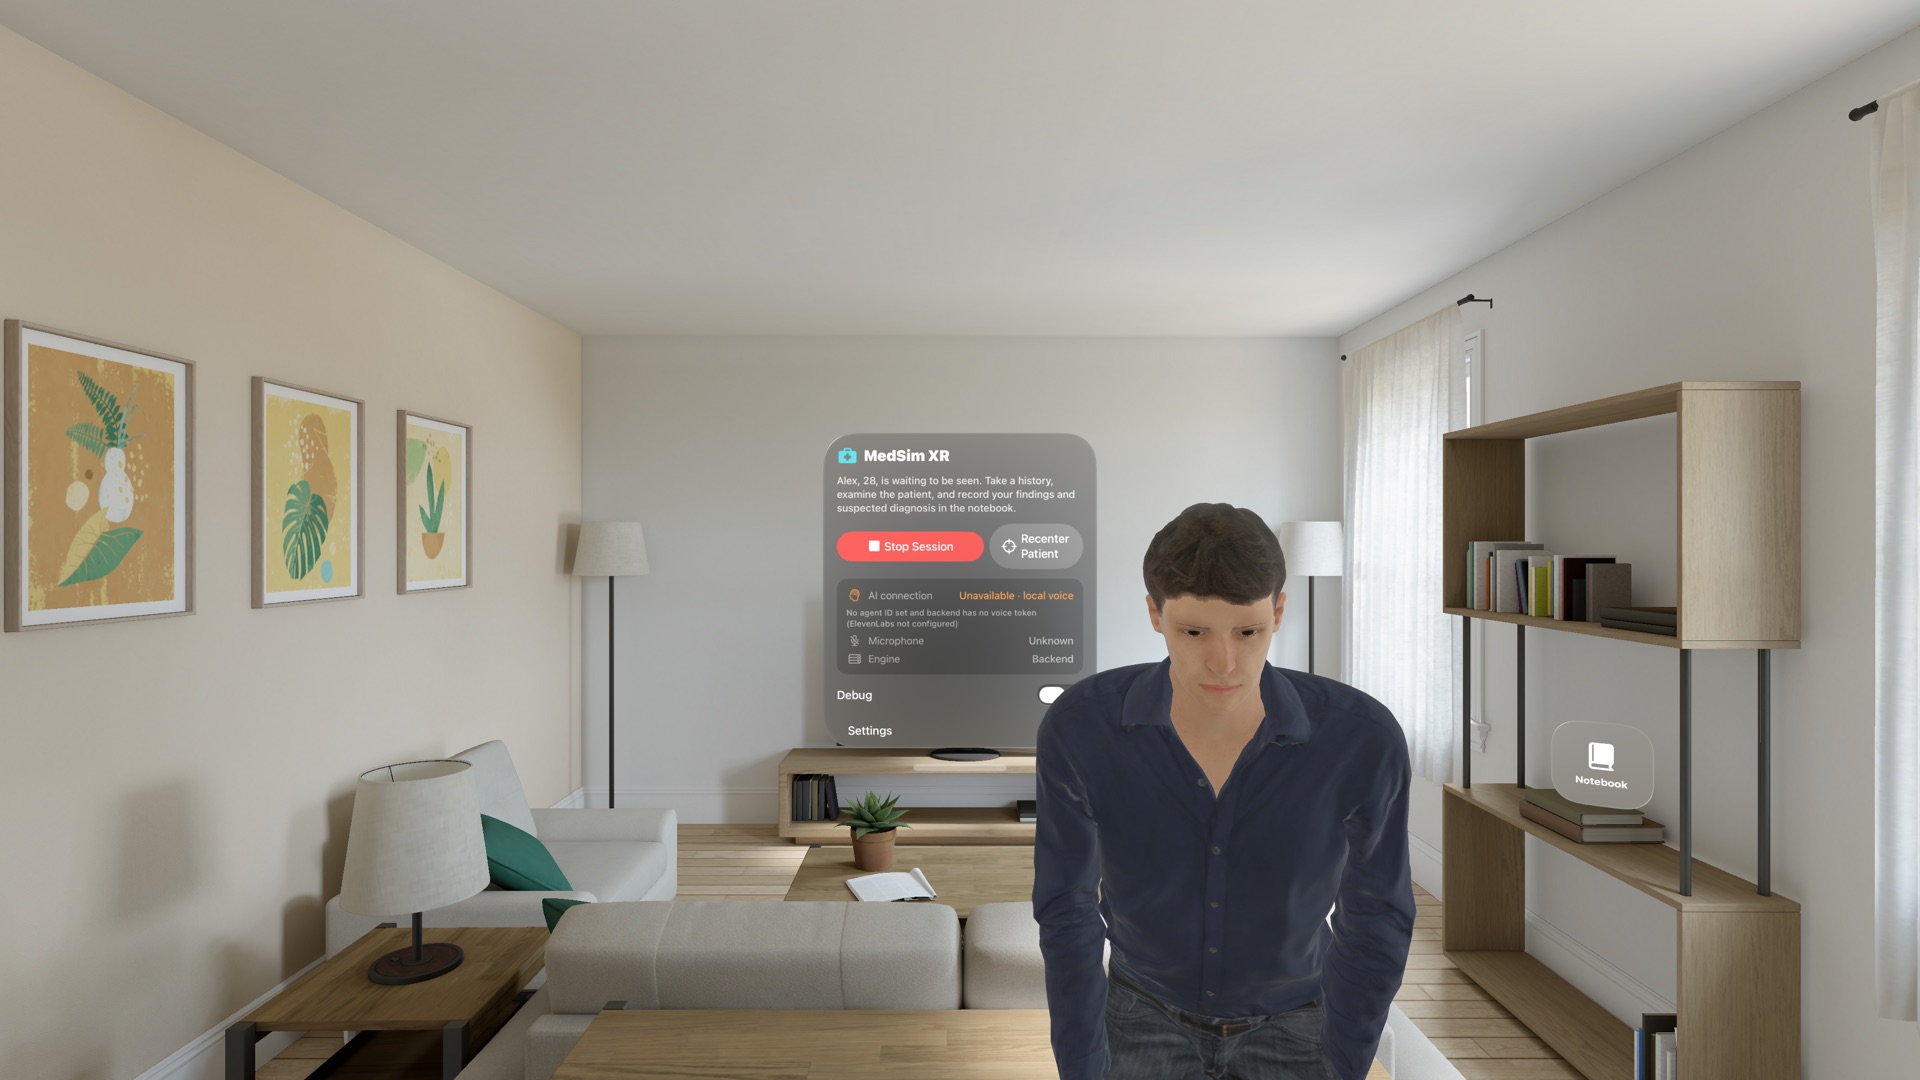 MedSim XR
Alex, 28, is waiting to be seen. Take a history,
examine the patient, and record your findings and
suspected diagnosis in the notebook.
Stop Session
Recenter
Patient
AI connection
Unavailable · local voice
No agent ID set and backend has no voice token
(ElevenLabs not configured)
Microphone
Unknown
Engine
Backend
Debug
Settings
Notebook